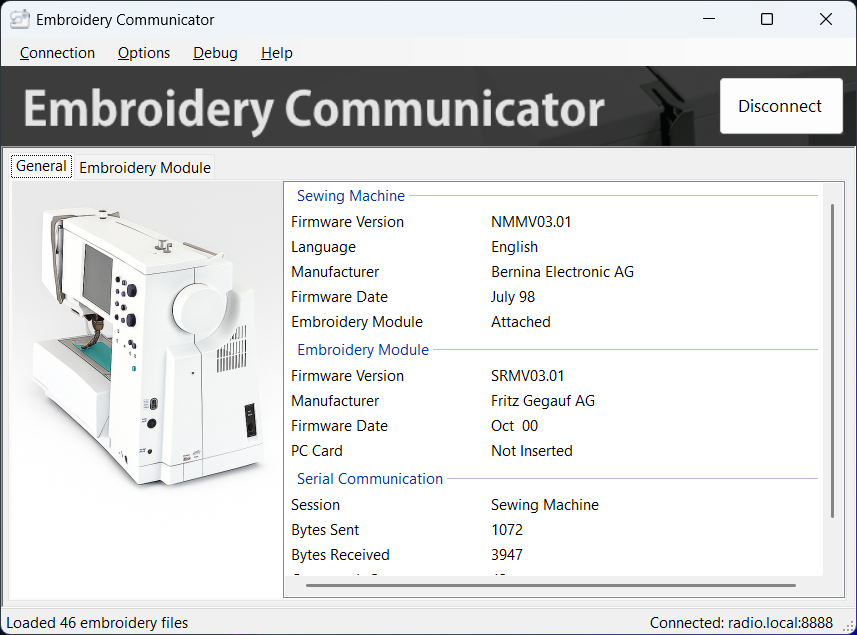 Embroidery Communicator
Connection Options Debug Help
Embroidery Communicator
Disconnect
General Embroidery Module
Sewing Machine
Firmware Version NMMV03.01
Language English
Manufacturer Bernina Electronic AG
Firmware Date July 98
Embroidery Module Attached
Embroidery Module
Firmware Version SRMV03.01
Manufacturer Fritz Gegauf AG
Firmware Date Oct  00
PC Card Not Inserted
Serial Communication
Session Sewing Machine
Bytes Sent 1072
Bytes Received 3947
Loaded 46 embroidery files Connected: radio.local:8888